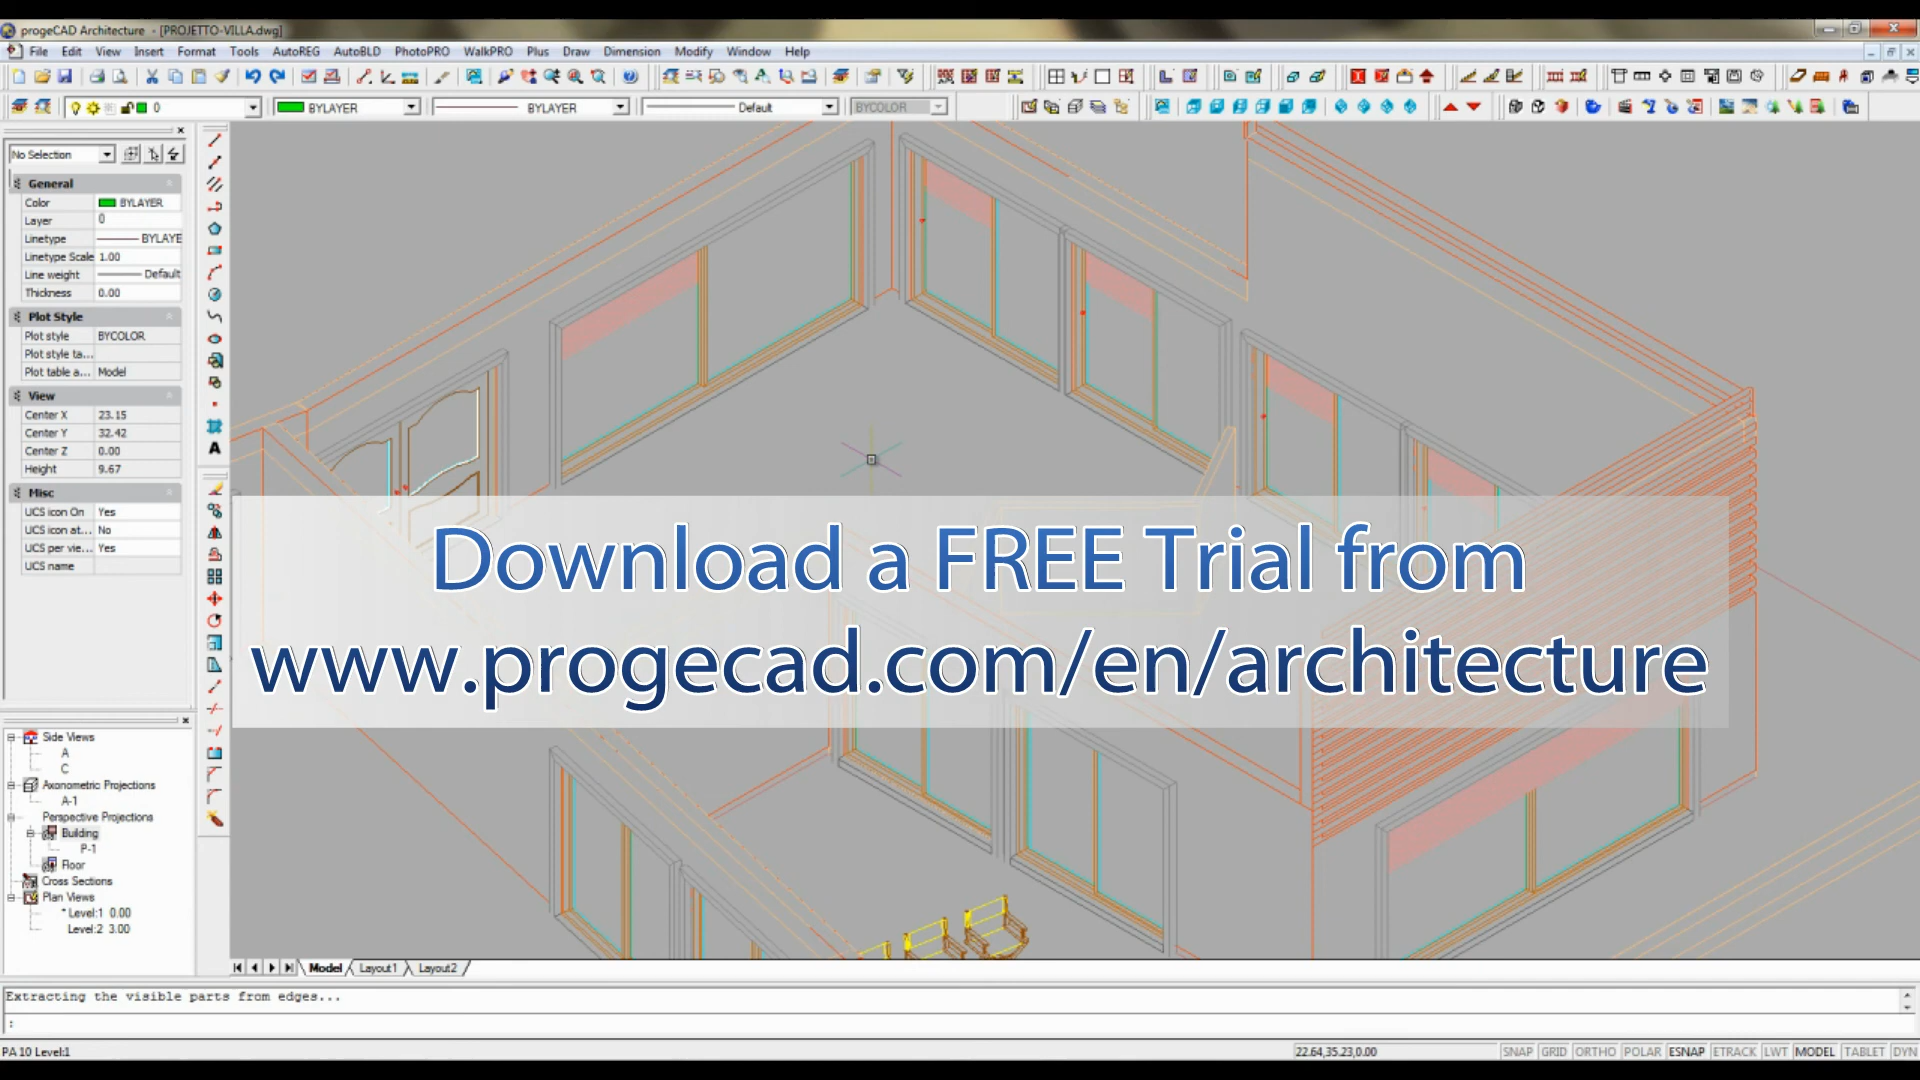 progeCAD Architecture - [PROJETTO-VILLA.dwg]
File Edit View Insert Format Tools AutoREG AutoBLD PhotoPRO WalkPRO Plus Draw Dimension Modify Window Help
0 BYLAYER BYLAYER Default BYCOLOR
No Selection
General
Color BYLAYER
Layer 0
Linetype BYLAYE
Linetype Scale 1.00
Line weight Default
Thickness 0.00
Plot Style
Plot style BYCOLOR
Plot style ta...
Plot table a... Model
View
Center X 23.15
Center Y 32.42
Center Z 0.00
Height 9.67
Misc
UCS icon On Yes
UCS icon at... No
UCS per vie... Yes
UCS name
Download a FREE Trial from
www.progecad.com/en/architecture
Side Views
A
C
Axonometric Projections
A-1
Perspective Projections
Building
P-1
Floor
Cross Sections
Plan Views
* Level:1 0.00
Level:2 3.00
Model Layout1 Layout2
Extracting the visible parts from edges...
:
PA 10 Level:1 22.64,35.23,0.00 SNAP GRID ORTHO POLAR ESNAP ETRACK LWT MODEL TABLET DYN